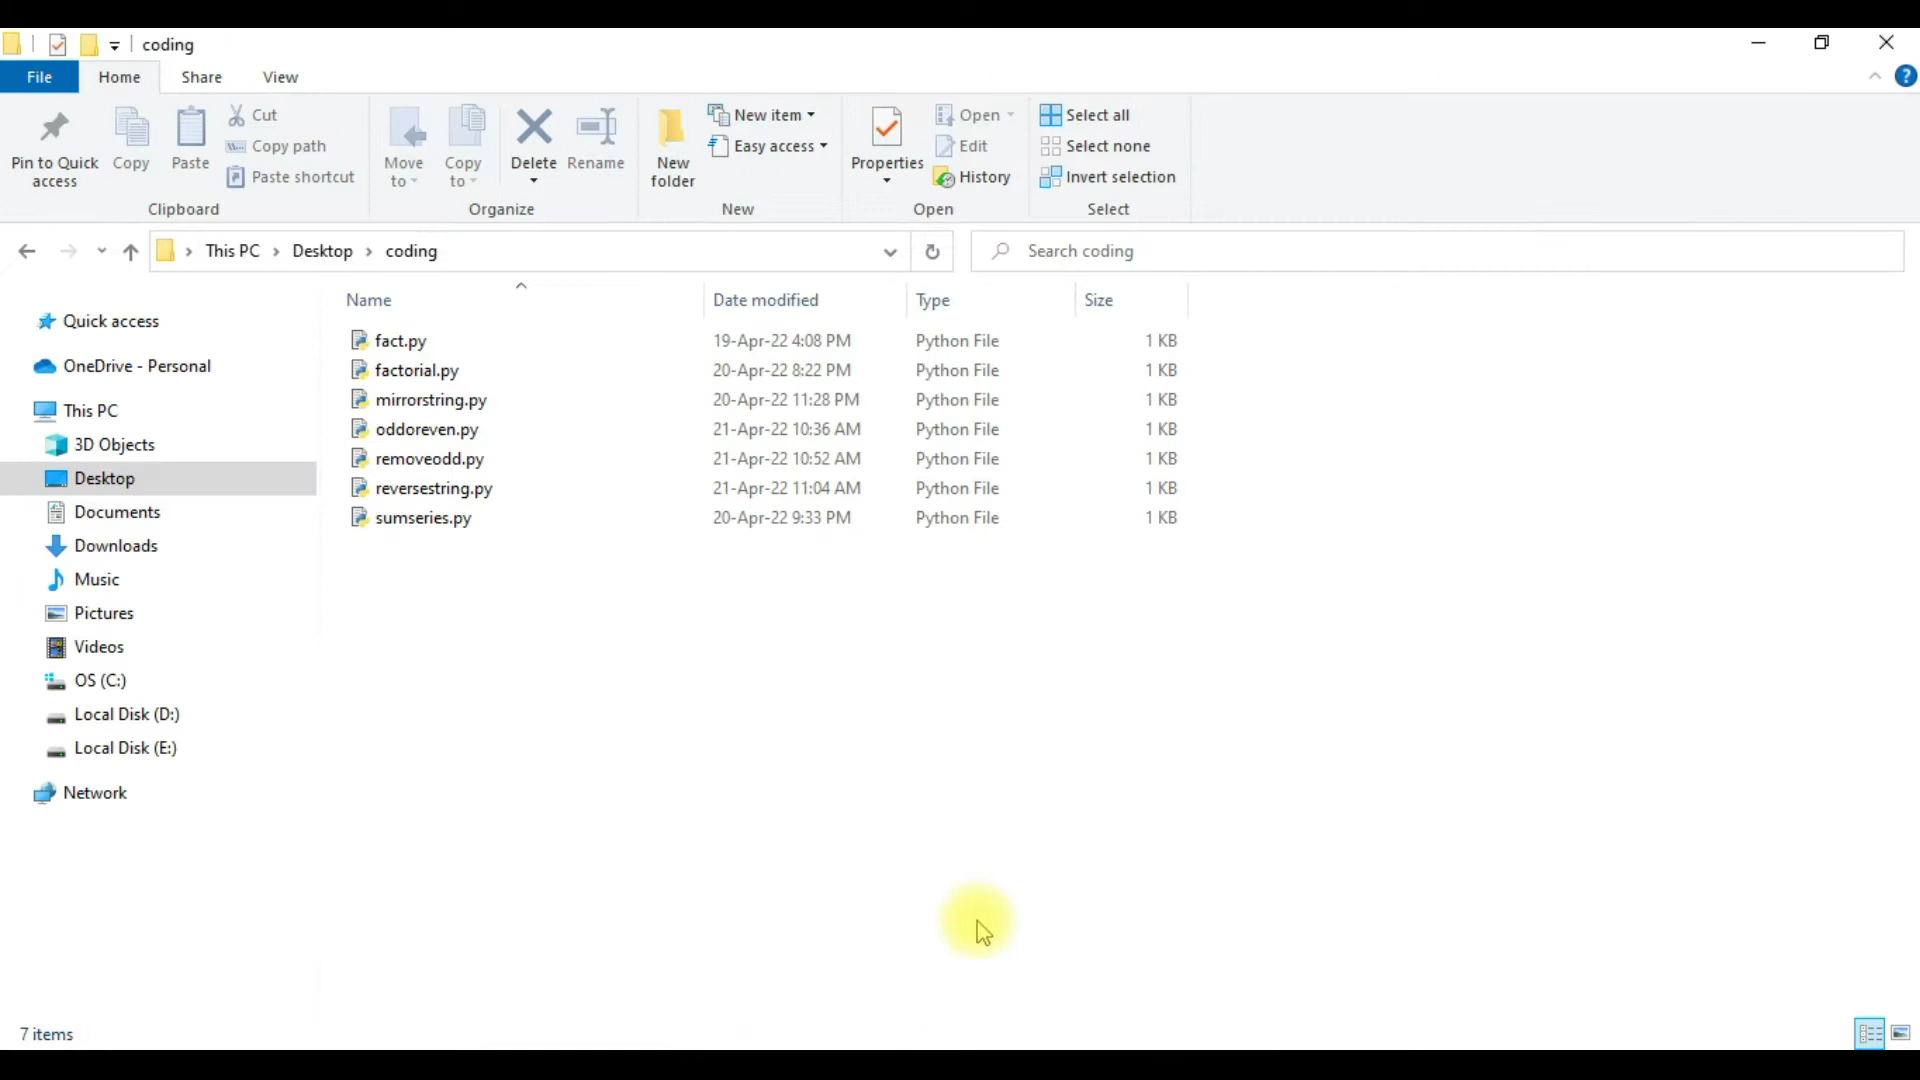 coding
File Home Share View
Pin to Quick access
Copy
Paste
Cut
Copy path
Paste shortcut
Clipboard
Move to
Copy to
Delete
Rename
Organize
New folder
New item
Easy access
New
Properties
Open
Edit
History
Open
Select all
Select none
Invert selection
Select
This PC > Desktop > coding
Search coding
Quick access
OneDrive - Personal
This PC
3D Objects
Desktop
Documents
Downloads
Music
Pictures
Videos
OS (C:)
Local Disk (D:)
Local Disk (E:)
Network
Name Date modified Type Size
fact.py 19-Apr-22 4:08 PM Python File 1 KB
factorial.py 20-Apr-22 8:22 PM Python File 1 KB
mirrorstring.py 20-Apr-22 11:28 PM Python File 1 KB
oddoreven.py 21-Apr-22 10:36 AM Python File 1 KB
removeodd.py 21-Apr-22 10:52 AM Python File 1 KB
reversestring.py 21-Apr-22 11:04 AM Python File 1 KB
sumseries.py 20-Apr-22 9:33 PM Python File 1 KB
7 items